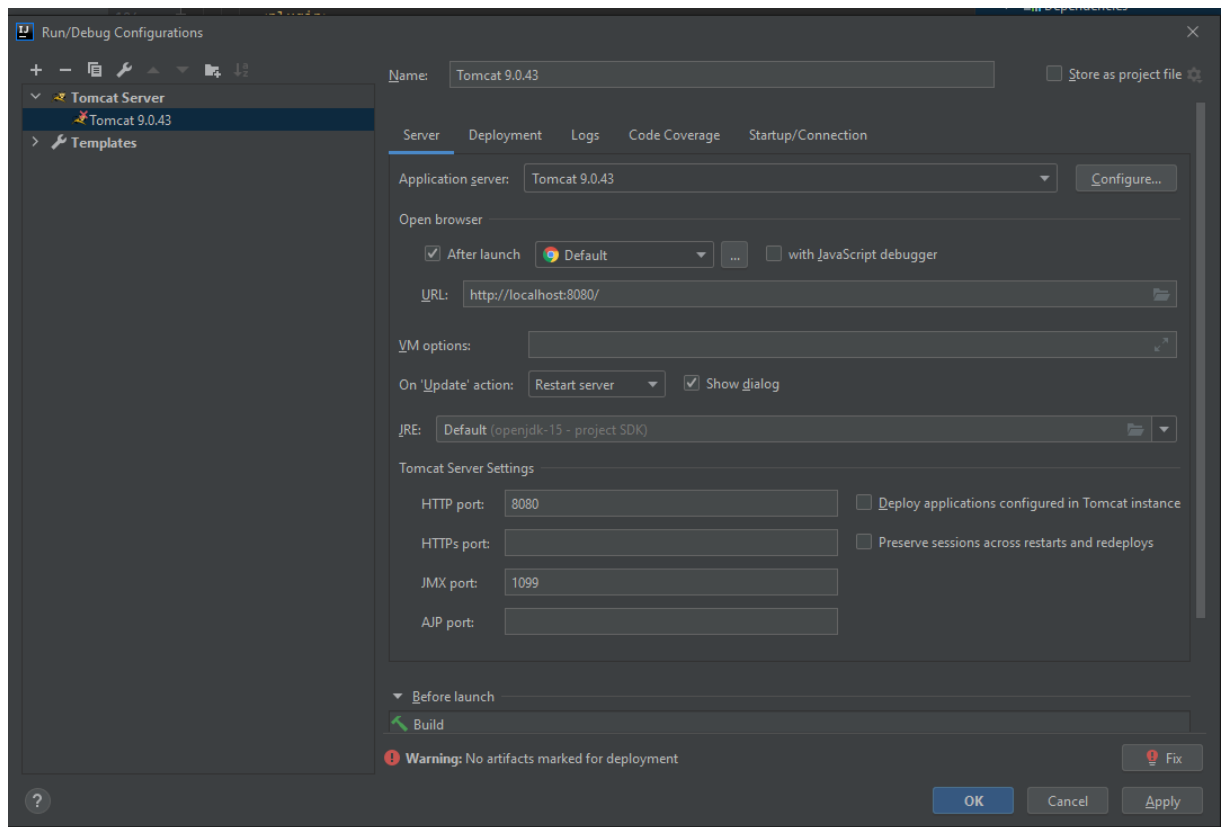 Run/Debug Configurations
Name: Tomcat 9.0.43 Store as project file
Tomcat Server
Tomcat 9.0.43
Templates
Server Deployment Logs Code Coverage Startup/Connection
Application server: Tomcat 9.0.43 Configure...
Open browser
After launch Default ... with JavaScript debugger
URL: http://localhost:8080/
VM options:
On 'Update' action: Restart server Show dialog
JRE: Default (openjdk-15 - project SDK)
Tomcat Server Settings
HTTP port: 8080 Deploy applications configured in Tomcat instance
HTTPs port: Preserve sessions across restarts and redeploys
JMX port: 1099
AJP port:
Before launch
Build
Warning: No artifacts marked for deployment Fix
? OK Cancel Apply